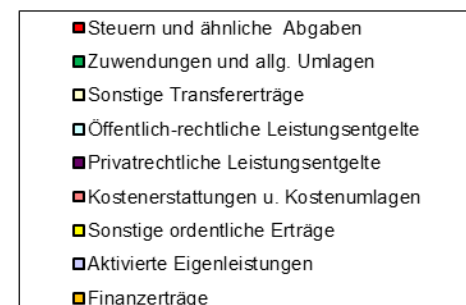 Steuern und ähnliche  Abgaben
Zuwendungen und allg. Umlagen
Sonstige Transfererträge
Öffentlich-rechtliche Leistungsentgelte
Privatrechtliche Leistungsentgelte
Kostenerstattungen u. Kostenumlagen
Sonstige ordentliche Erträge
Aktivierte Eigenleistungen
Finanzerträge